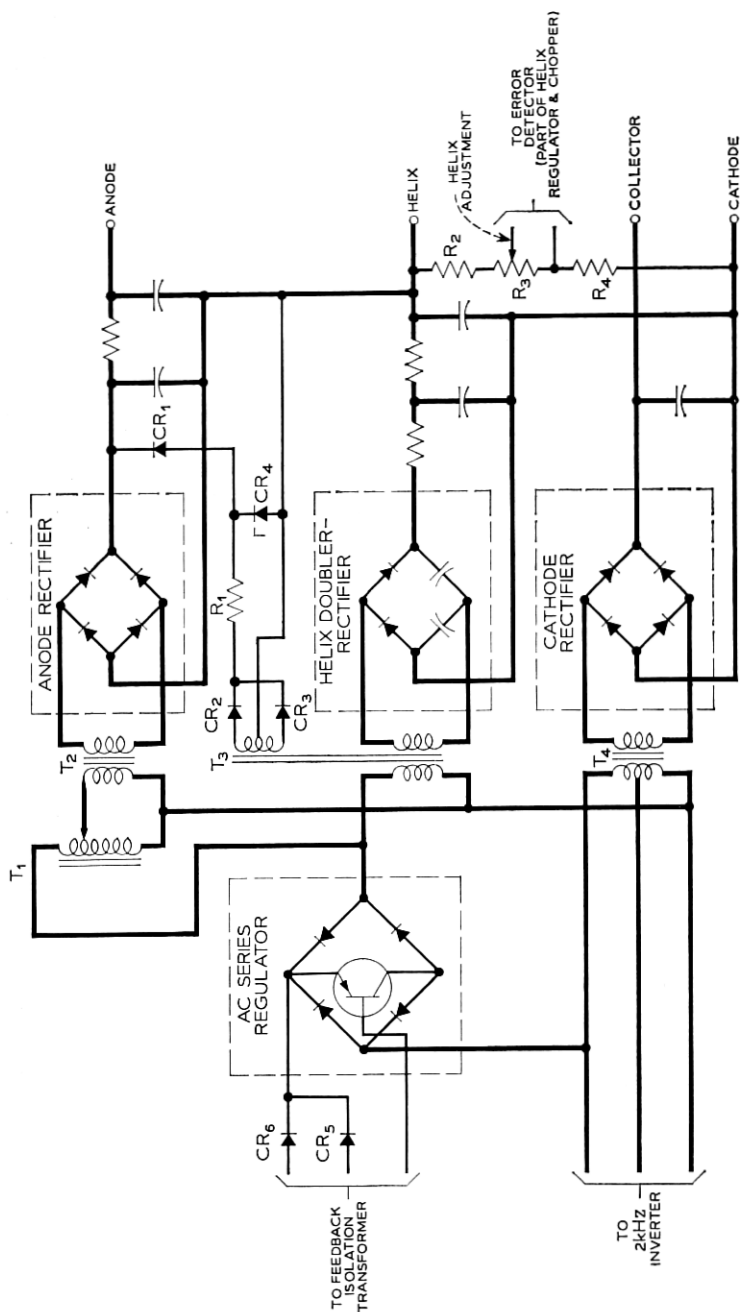 ANODE
HELIX
COLLECTOR
CATHODE
HELIX
ADJUSTMENT
TO ERROR
DETECTOR
(PART OF HELIX
REGULATOR & CHOPPER)
R2
R3
R4
ANODE RECTIFIER
CR1
CR4
R1
CR2
CR3
HELIX DOUBLER-
RECTIFIER
CATHODE
RECTIFIER
T1
T2
T3
T4
AC SERIES
REGULATOR
CR6
CR5
TO FEEDBACK
ISOLATION
TRANSFORMER
TO
2kHz
INVERTER